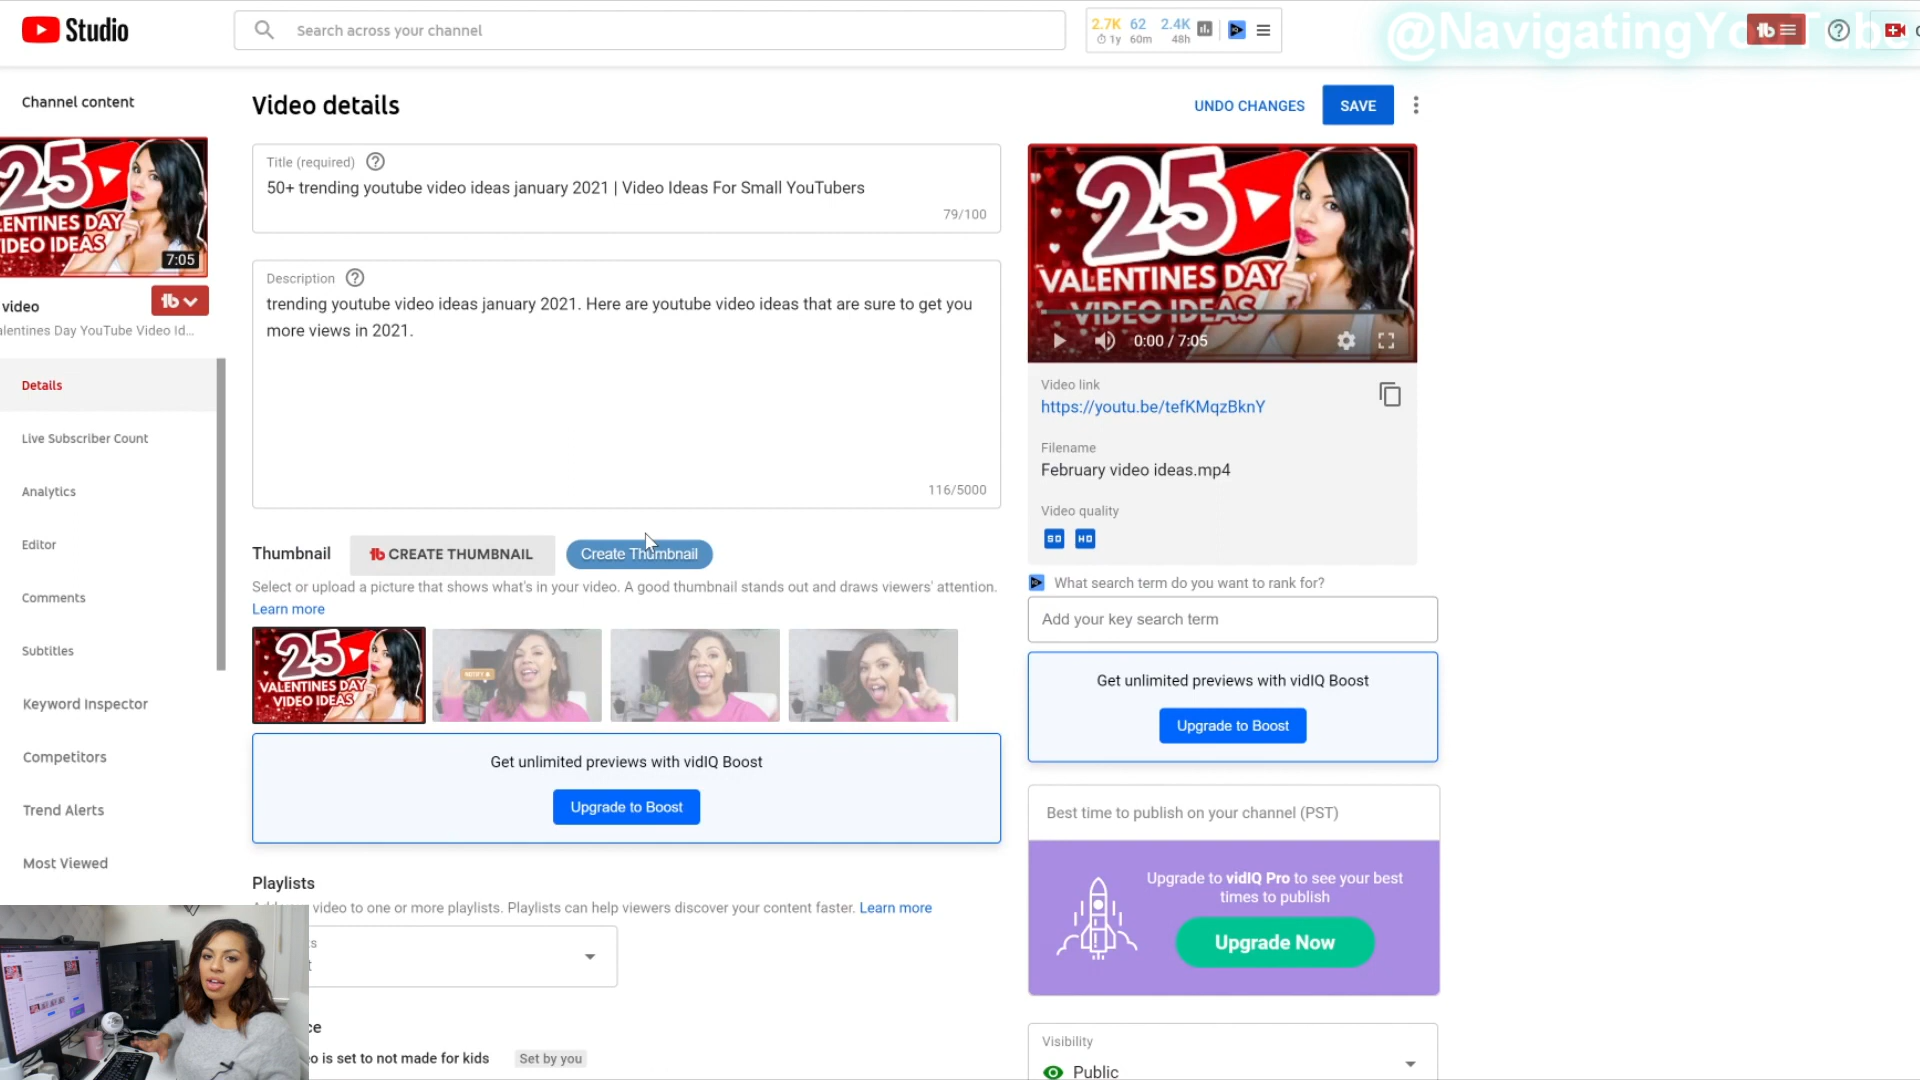 Studio
Search across your channel
2.7K 62 2.4K
1y 60m 48h
@NavigatingYouTube
Channel content
Video details
UNDO CHANGES
SAVE
25
ENTINES DAY
IDEO IDEAS
7:05
video
alentines Day YouTube Video Id...
Details
Live Subscriber Count
Analytics
Editor
Comments
Subtitles
Keyword Inspector
Competitors
Trend Alerts
Most Viewed
Title (required)
50+ trending youtube video ideas january 2021 | Video Ideas For Small YouTubers
79/100
Description
trending youtube video ideas january 2021. Here are youtube video ideas that are sure to get you
more views in 2021.
116/5000
Thumbnail
CREATE THUMBNAIL
Create Thumbnail
Select or upload a picture that shows what's in your video. A good thumbnail stands out and draws viewers' attention.
Learn more
25
VALENTINES DAY
VIDEO IDEAS
Get unlimited previews with vidIQ Boost
Upgrade to Boost
Playlists
video to one or more playlists. Playlists can help viewers discover your content faster. Learn more
ce
o is set to not made for kids
Set by you
25
VALENTINES DAY
VIDEO IDEAS
0:00 / 7:05
Video link
https://youtu.be/tefKMqzBknY
Filename
February video ideas.mp4
Video quality
SD HD
What search term do you want to rank for?
Add your key search term
Get unlimited previews with vidIQ Boost
Upgrade to Boost
Best time to publish on your channel (PST)
Upgrade to vidIQ Pro to see your best
times to publish
Upgrade Now
Visibility
Public